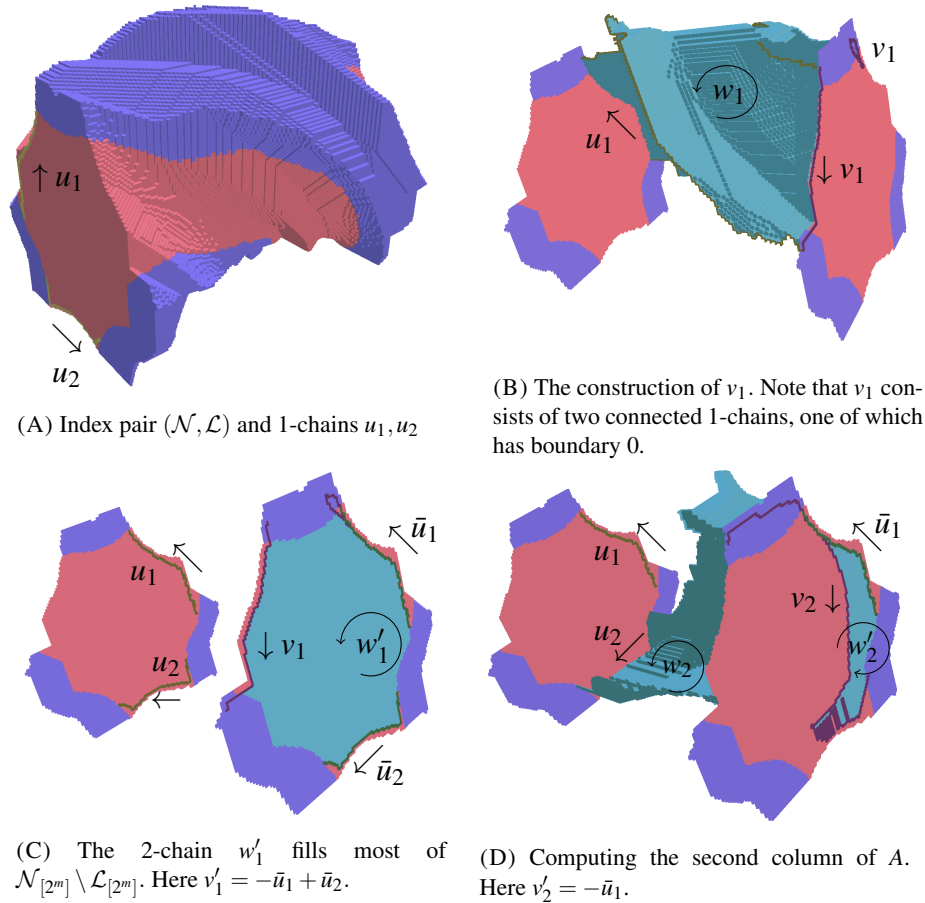 u₁
u₂
(A) Index pair (𝒩, ℒ) and 1-chains u₁, u₂
v₁
w₁
u₁
v₁
(B) The construction of v₁. Note that v₁ con-
sists of two connected 1-chains, one of which
has boundary 0.
ū₁
u₁
v₁
w′₁
u₂
ū₂
(C) The 2-chain w′₁ fills most of
𝒩[2ᵐ] \ ℒ[2ᵐ]. Here v′₁ = −ū₁ + ū₂.
ū₁
u₁
v₂
u₂
w₂
w′₂
(D) Computing the second column of A.
Here v′₂ = −ū₁.